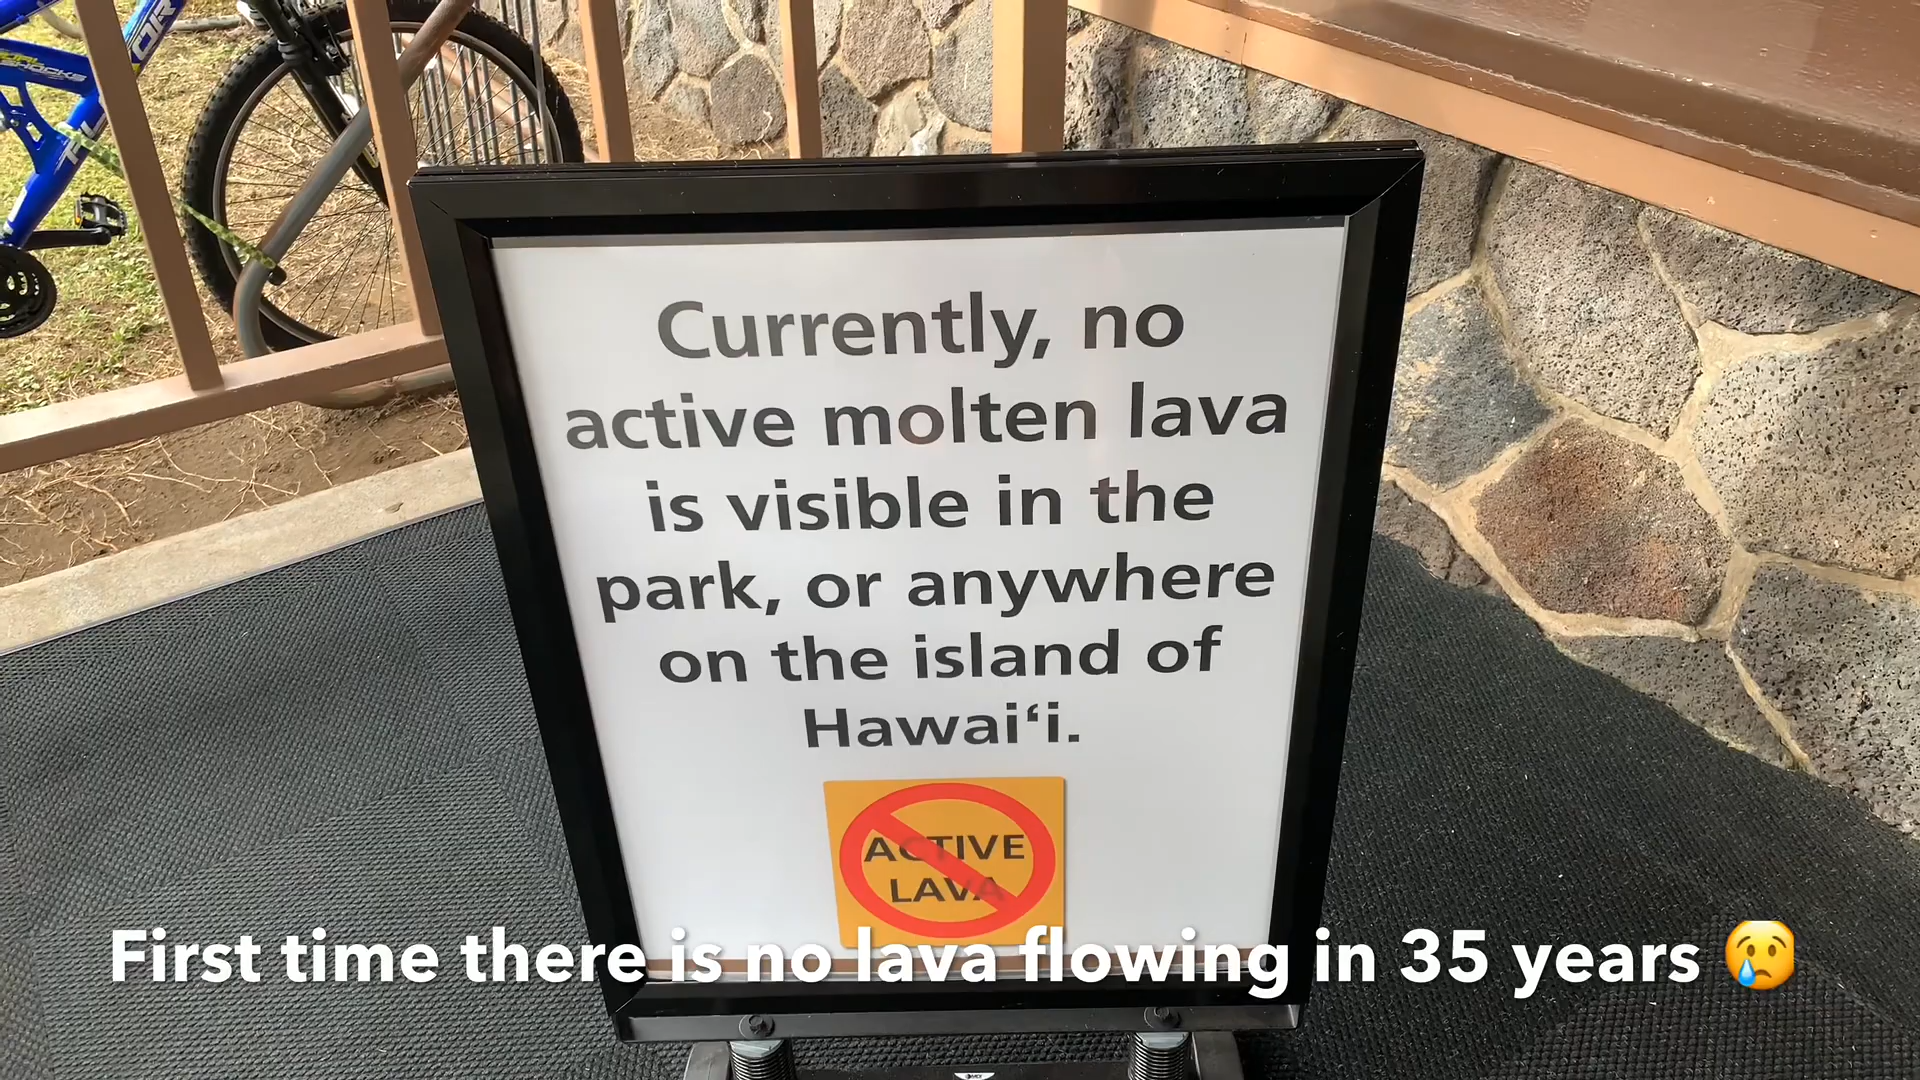 Currently, no
active molten lava
is visible in the
park, or anywhere
on the island of
Hawaiʻi.
ACTIVE
LAVA
First time there is no lava flowing in 35 years 😢